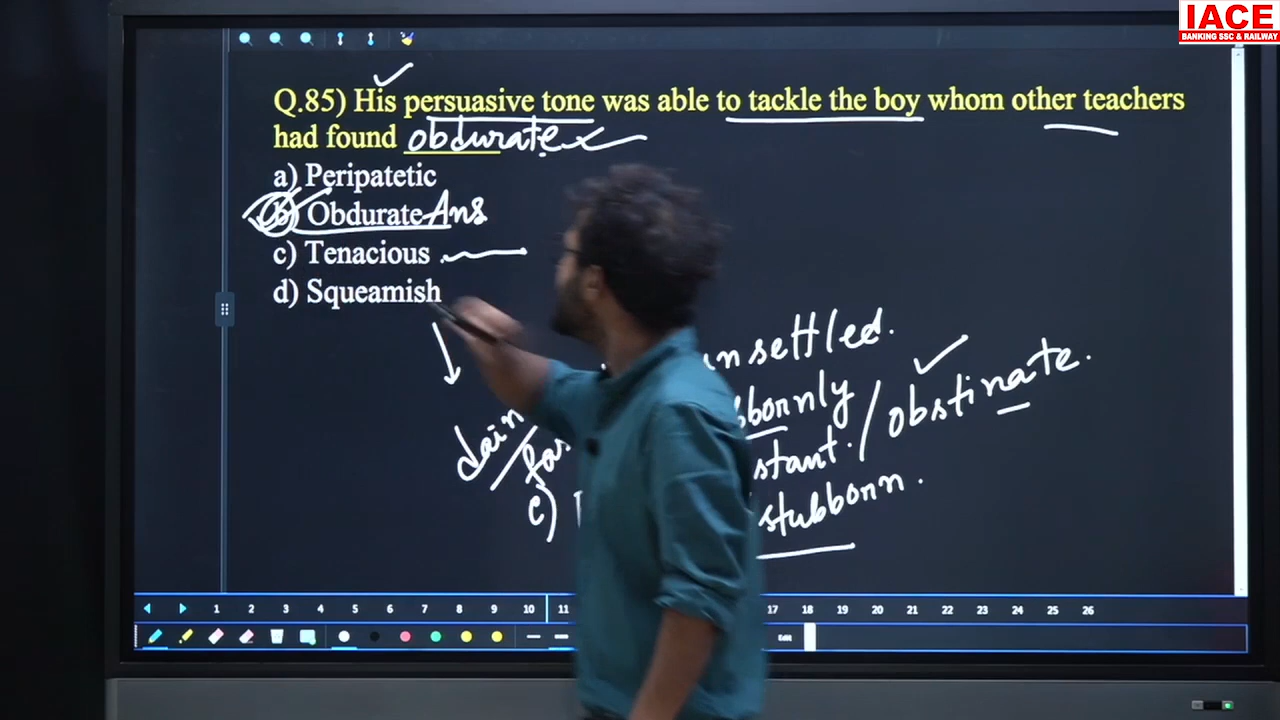 IACE
BANKING SSC & RAILWAY
Q.85) His persuasive tone was able to tackle the boy whom other teachers
had found obdurate
a) Peripatetic
b) Obdurate Ans
c) Tenacious
d) Squeamish
unsettled.
obstinate.
stubborn.
c)
1 2 3 4 5 6 7 8 9 10 11 17 18 19 20 21 22 23 24 25 26
Edit